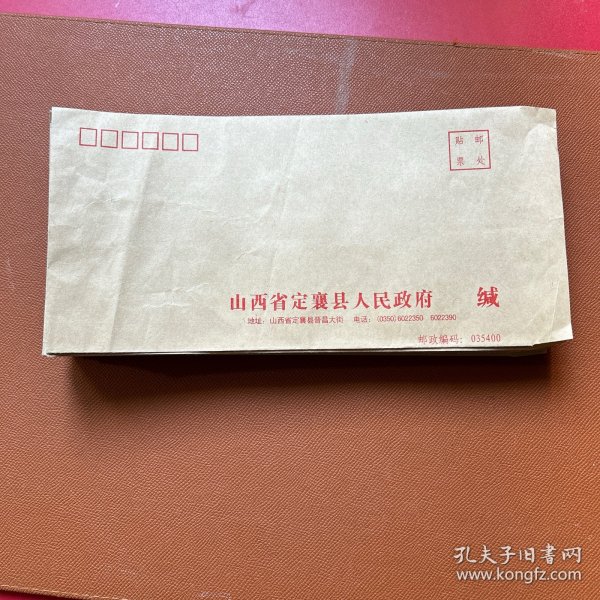 贴 邮
票 处
山西省定襄县人民政府 缄
地址：山西省定襄县晋昌大街 电话：(0350)6022350 6022390
邮政编码：035400
孔夫子旧书网
www.kongfz.com